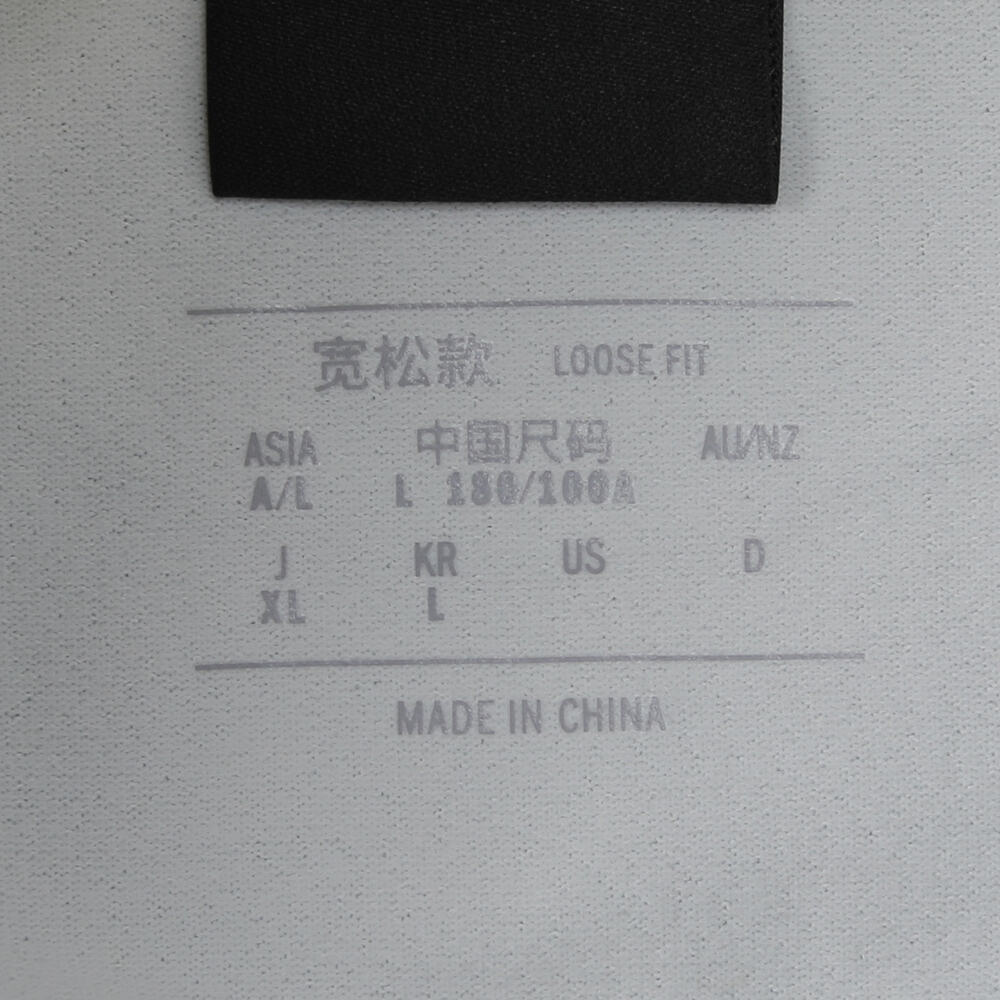 宽松款 LOOSE FIT
ASIA 中国尺码 AU/NZ
A/L L 180/100A
J KR US D
XL L
MADE IN CHINA